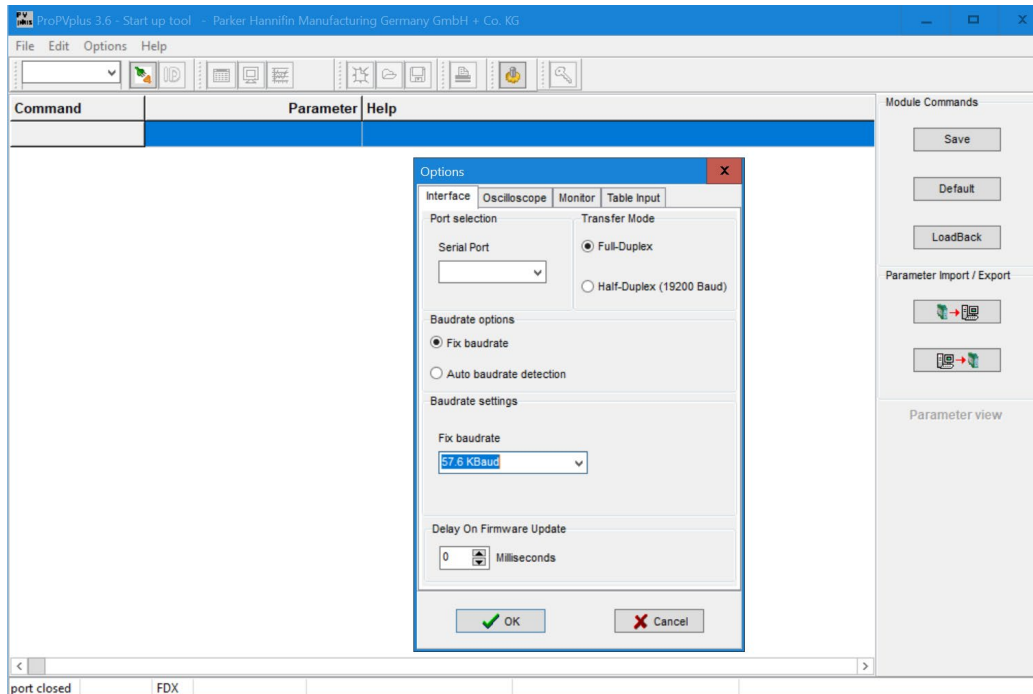 ProPVplus 3.6 - Start up tool - Parker Hannifin Manufacturing Germany GmbH + Co. KG
File Edit Options Help
Command Parameter Help
Module Commands
Save
Default
LoadBack
Parameter Import / Export
Parameter view
Options
Interface Oscilloscope Monitor Table Input
Port selection
Serial Port
Transfer Mode
Full-Duplex
Half-Duplex (19200 Baud)
Baudrate options
Fix baudrate
Auto baudrate detection
Baudrate settings
Fix baudrate
57.6 KBaud
Delay On Firmware Update
0 Milliseconds
OK Cancel
port closed FDX